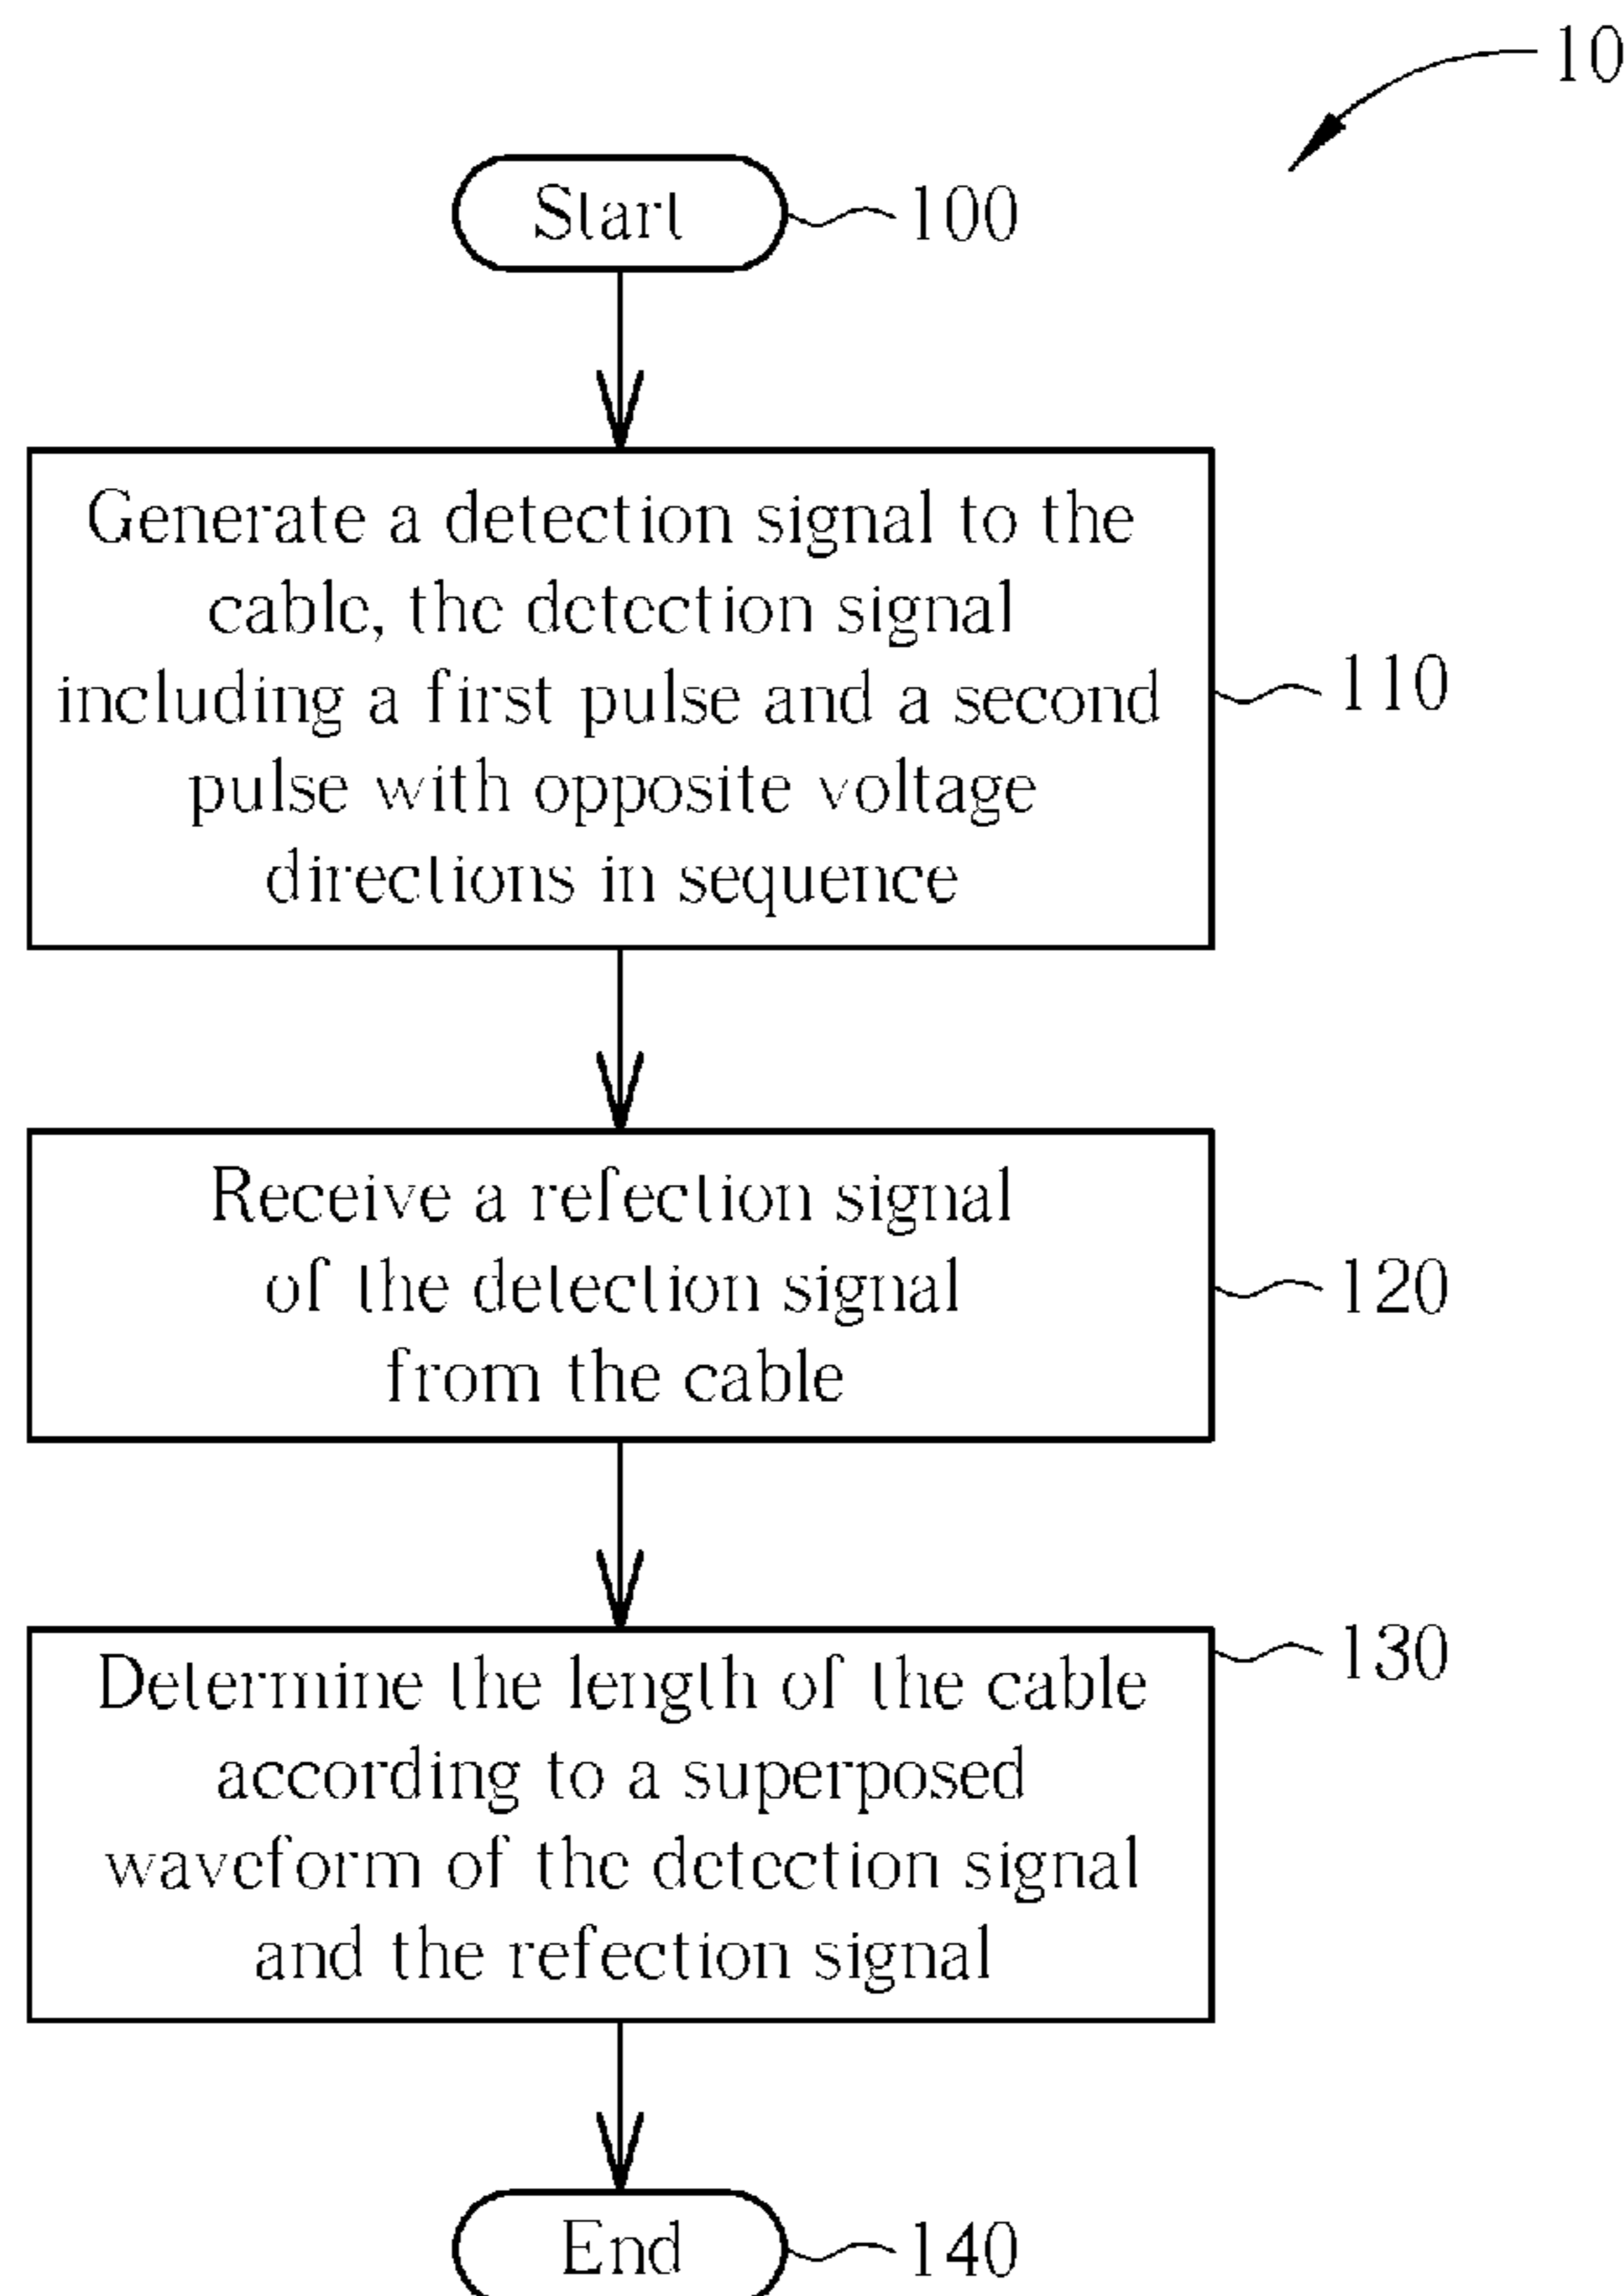 10
Start
100
Generate a detection signal to the
cable, the detection signal
including a first pulse and a second
pulse with opposite voltage
directions in sequence
110
Receive a refection signal
of the detection signal
from the cable
120
Determine the length of the cable
according to a superposed
waveform of the detection signal
and the refection signal
130
End
140